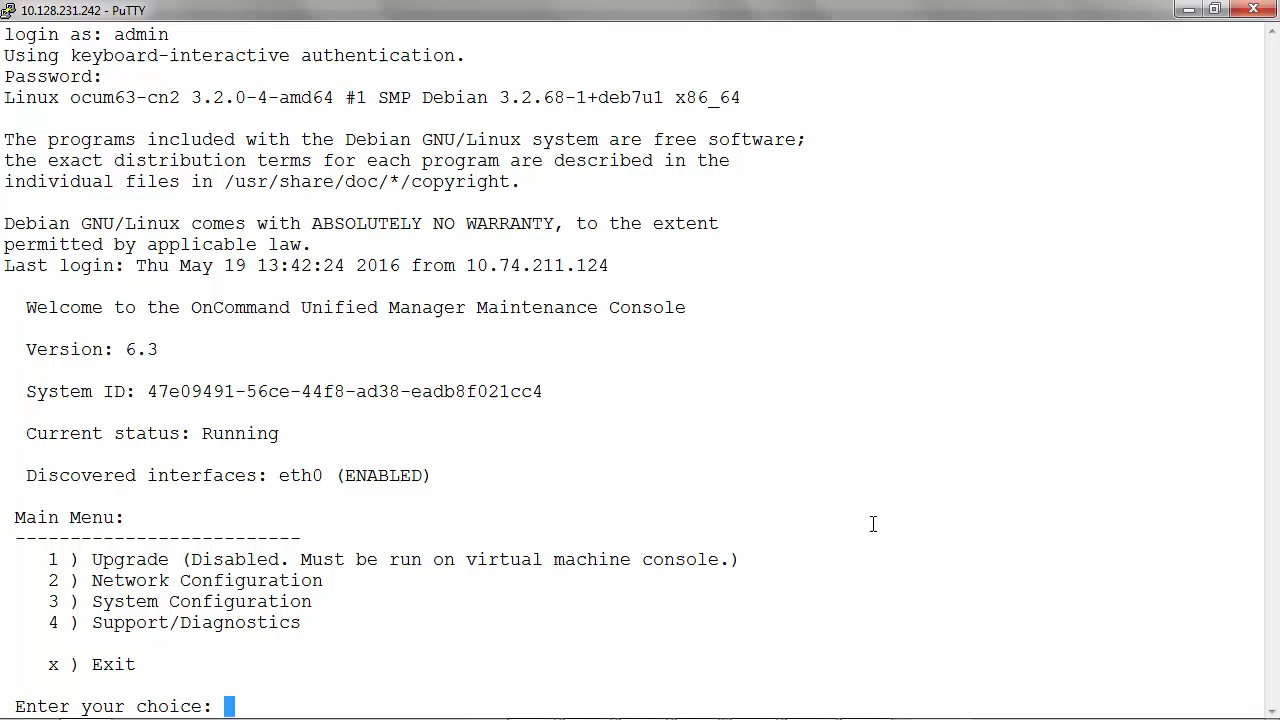 10.128.231.242 - PuTTY
login as: admin
Using keyboard-interactive authentication.
Password:
Linux ocum63-cn2 3.2.0-4-amd64 #1 SMP Debian 3.2.68-1+deb7u1 x86_64
The programs included with the Debian GNU/Linux system are free software;
the exact distribution terms for each program are described in the
individual files in /usr/share/doc/*/copyright.
Debian GNU/Linux comes with ABSOLUTELY NO WARRANTY, to the extent
permitted by applicable law.
Last login: Thu May 19 13:42:24 2016 from 10.74.211.124
Welcome to the OnCommand Unified Manager Maintenance Console
Version: 6.3
System ID: 47e09491-56ce-44f8-ad38-eadb8f021cc4
Current status: Running
Discovered interfaces: eth0 (ENABLED)
Main Menu:
--------------------------
1 ) Upgrade (Disabled. Must be run on virtual machine console.)
2 ) Network Configuration
3 ) System Configuration
4 ) Support/Diagnostics
x ) Exit
Enter your choice: